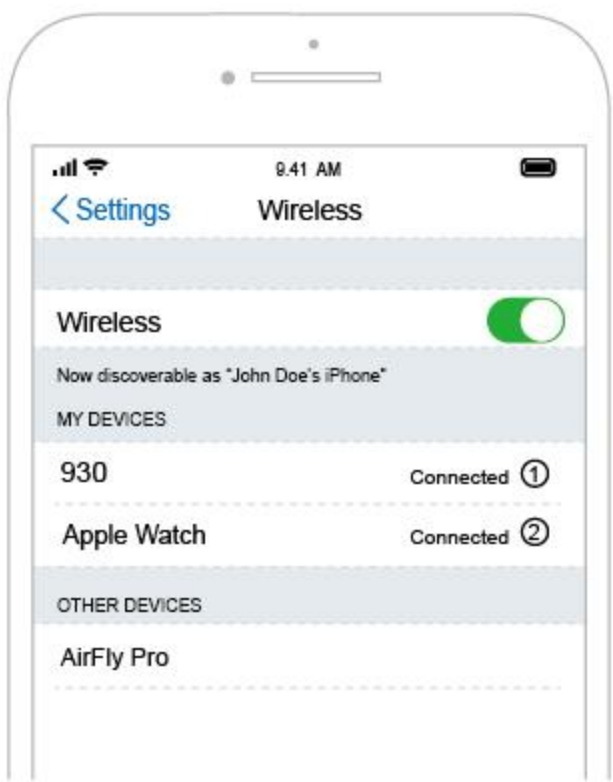 9.41 AM
Settings Wireless
Wireless
Now discoverable as "John Doe's iPhone"
MY DEVICES
930 Connected ①
Apple Watch Connected ②
OTHER DEVICES
AirFly Pro